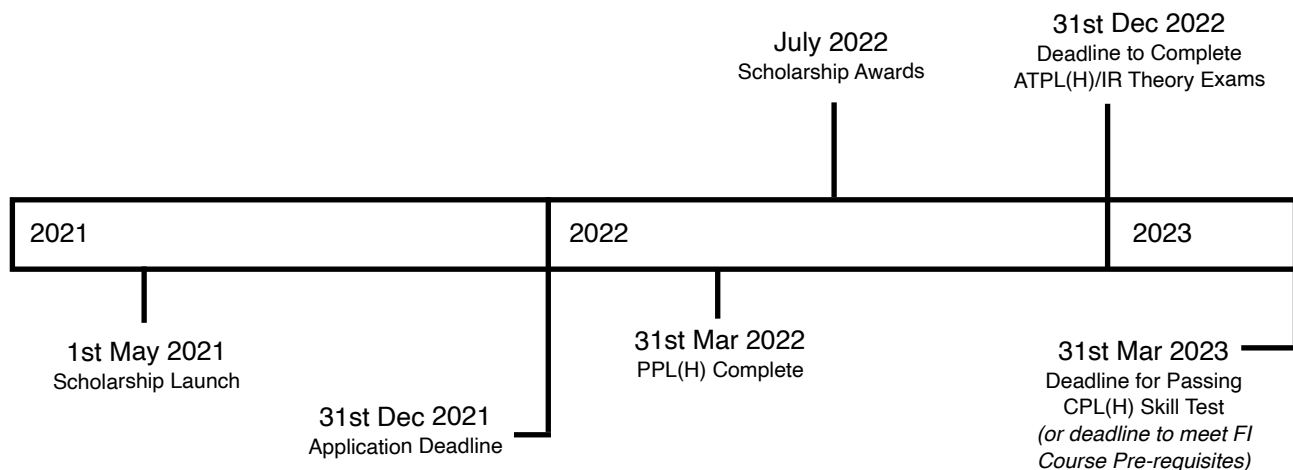 July 2022
Scholarship Awards
31st Dec 2022
Deadline to Complete
ATPL(H)/IR Theory Exams
2021
2022
2023
1st May 2021
Scholarship Launch
31st Dec 2021
Application Deadline
31st Mar 2022
PPL(H) Complete
31st Mar 2023
Deadline for Passing
CPL(H) Skill Test
(or deadline to meet FI
Course Pre-requisites)